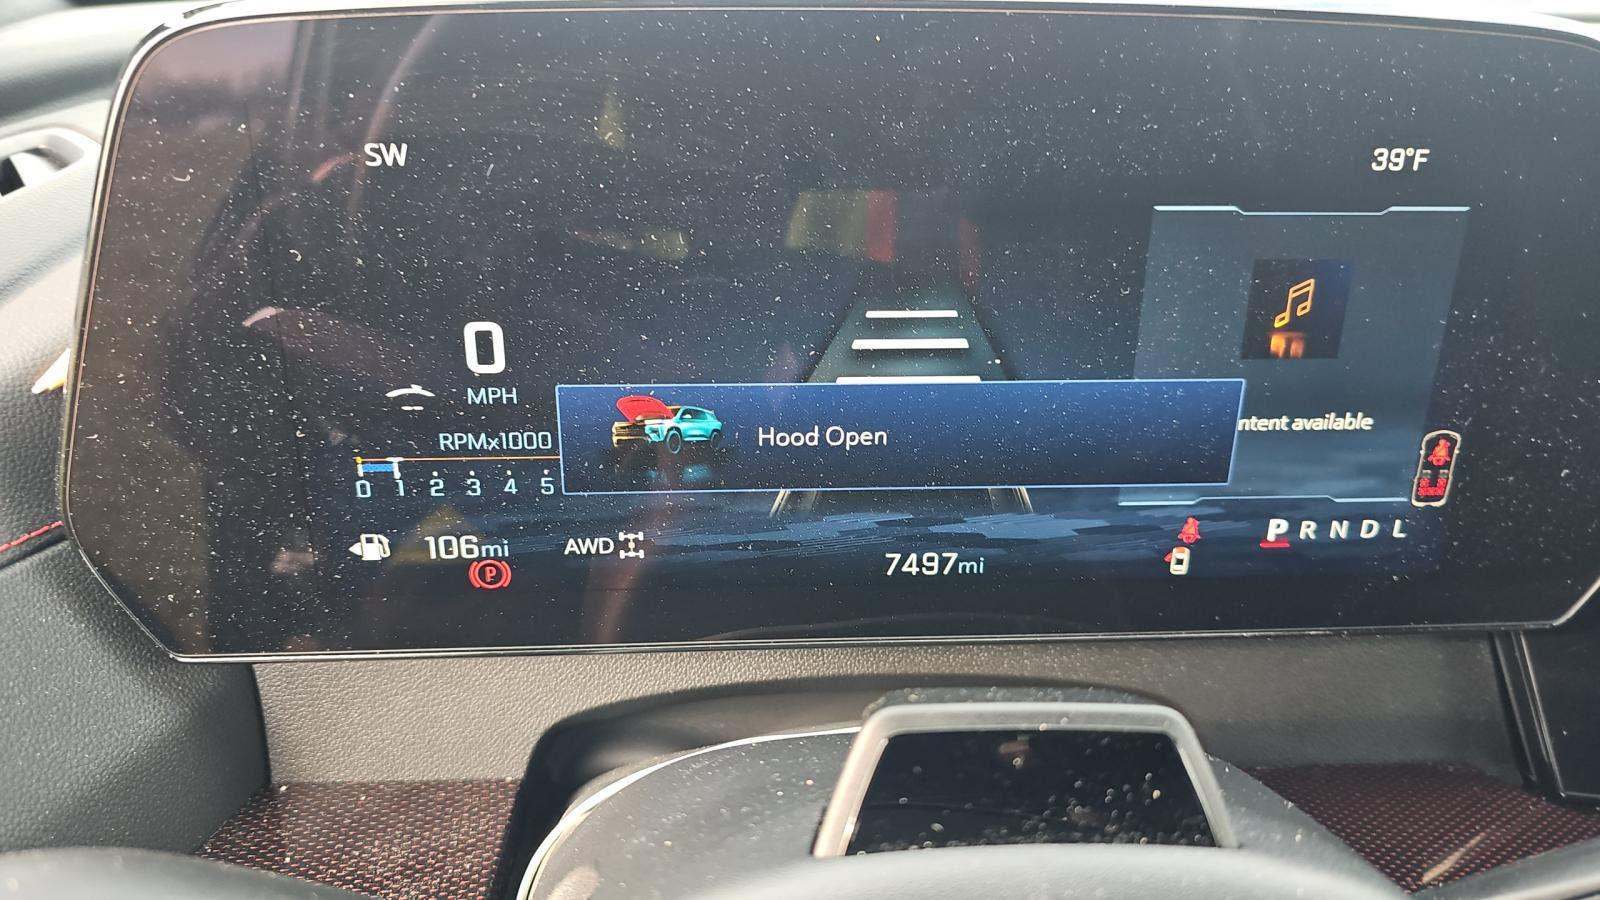 SW
39°F
0
MPH
RPMx1000
0 1 2 3 4 5
Hood Open
ntent available
106mi
AWD
P
7497mi
P R N D L